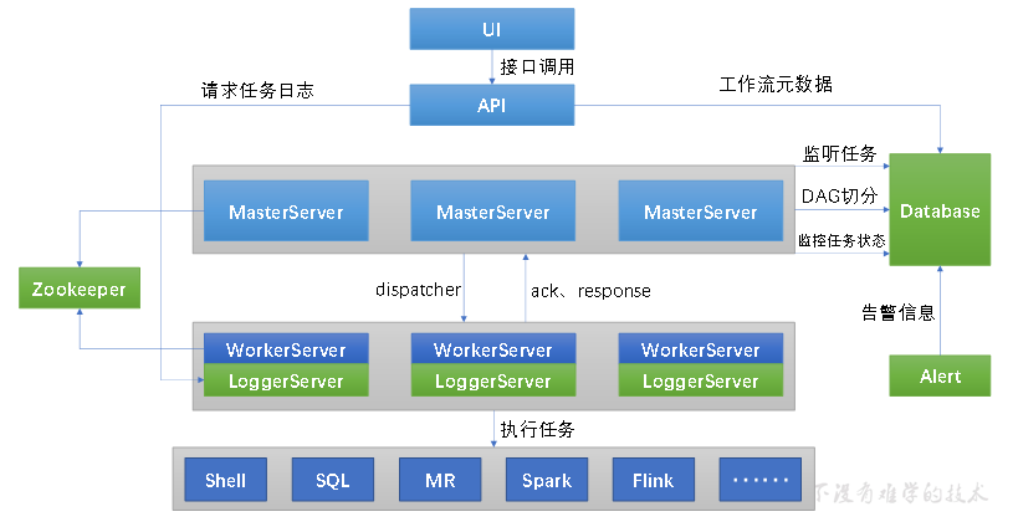 UI
接口调用
请求任务日志
API
工作流元数据
监听任务
MasterServer MasterServer MasterServer
DAG切分
Database
监控任务状态
Zookeeper
dispatcher
ack、response
告警信息
WorkerServer WorkerServer WorkerServer
LoggerServer LoggerServer LoggerServer
Alert
执行任务
Shell SQL MR Spark Flink ······
下没有难学的技术